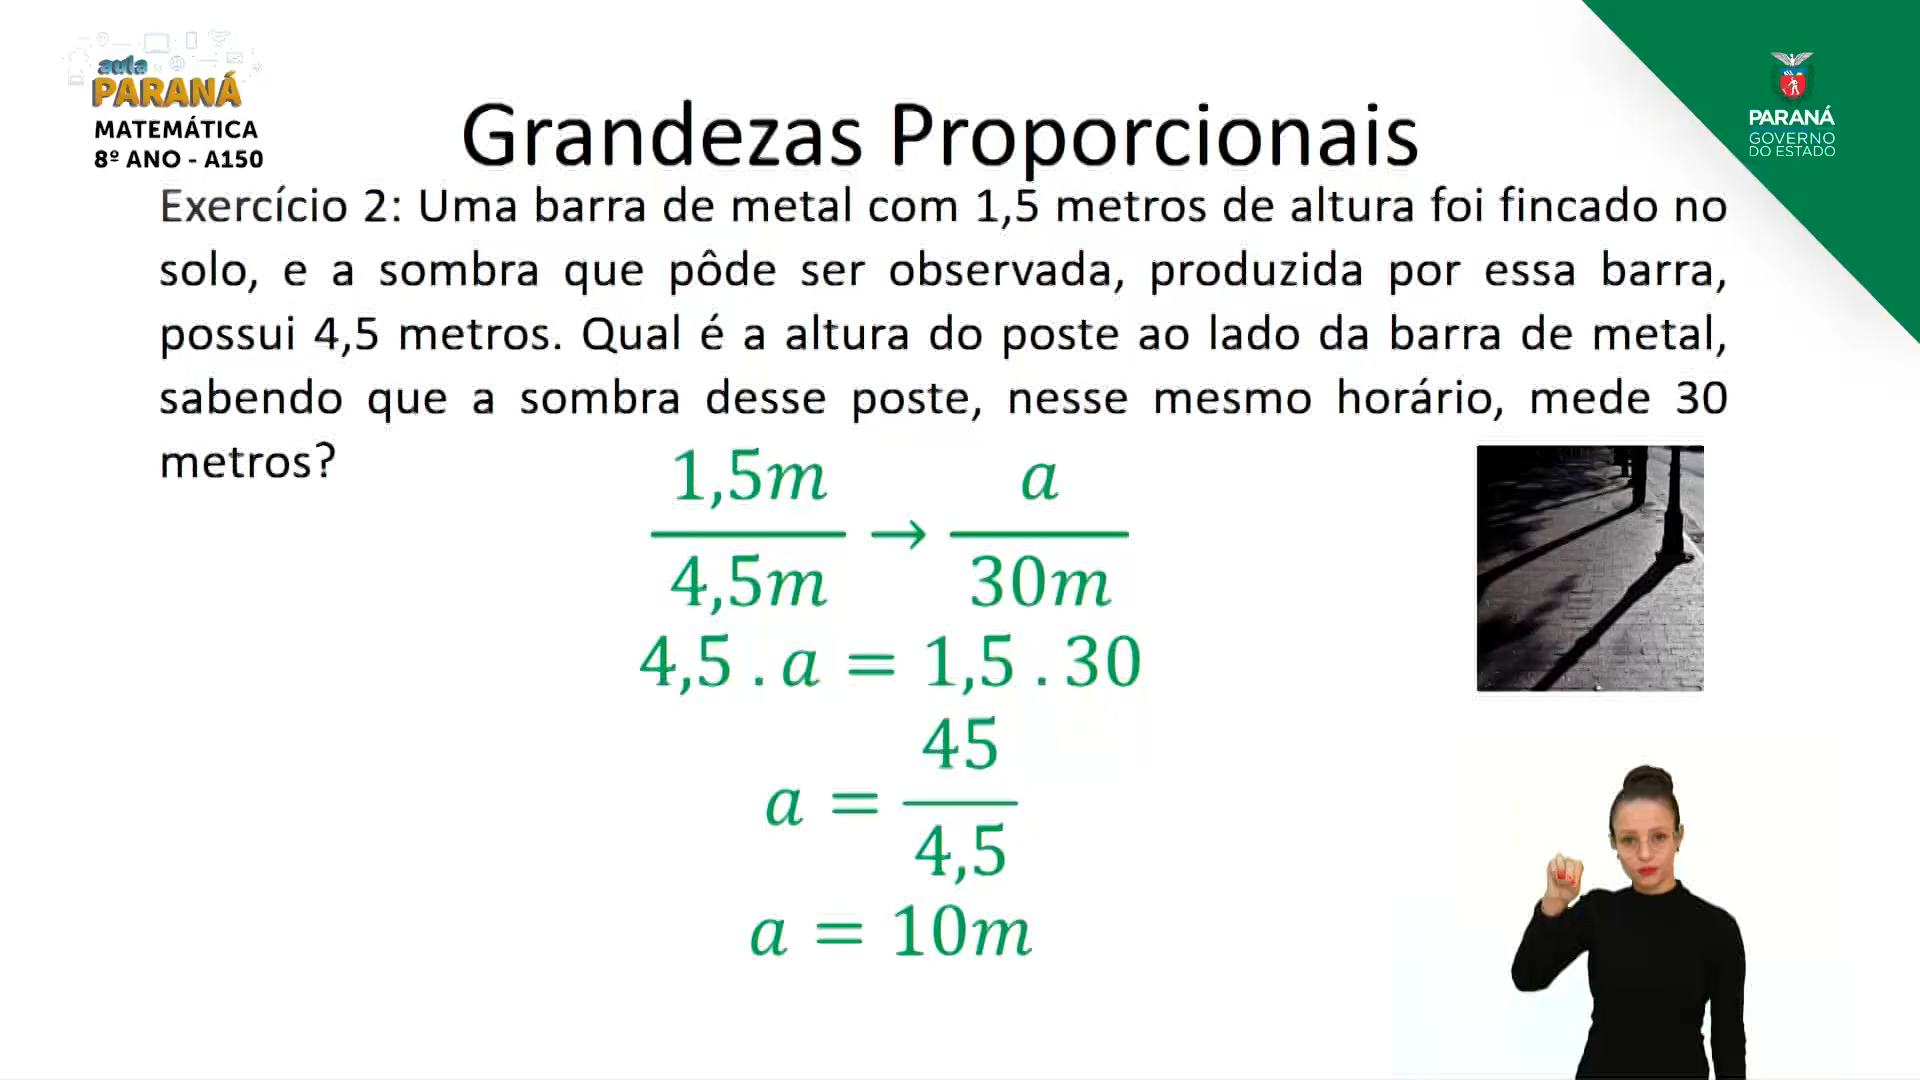 aula
PARANÁ
MATEMÁTICA
8º ANO - A150
PARANÁ
GOVERNO
DO ESTADO
Grandezas Proporcionais
Exercício 2: Uma barra de metal com 1,5 metros de altura foi fincado no
solo, e a sombra que pôde ser observada, produzida por essa barra,
possui 4,5 metros. Qual é a altura do poste ao lado da barra de metal,
sabendo que a sombra desse poste, nesse mesmo horário, mede 30
metros?
1,5m/4,5m → a/30m
4,5 . a = 1,5 . 30
a = 45/4,5
a = 10m